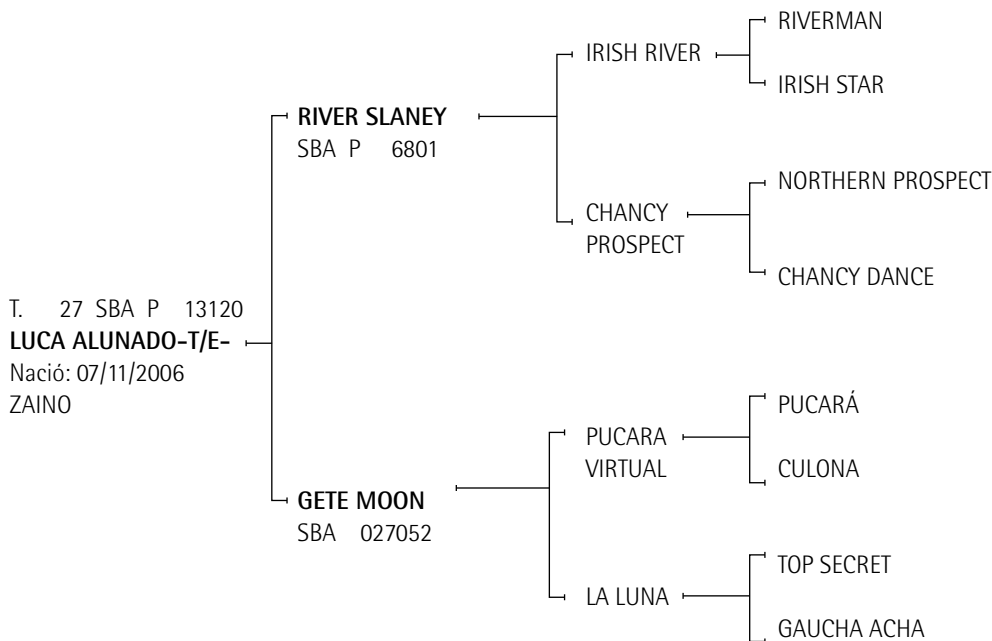 RIVERMAN
IRISH RIVER
IRISH STAR
RIVER SLANEY
SBA P 6801
NORTHERN PROSPECT
CHANCY
PROSPECT
CHANCY DANCE
T. 27 SBA P 13120
LUCA ALUNADO-T/E-
Nació: 07/11/2006
ZAINO
PUCARÁ
PUCARA
VIRTUAL
CULONA
GETE MOON
SBA 027052
TOP SECRET
LA LUNA
GAUCHA ACHA